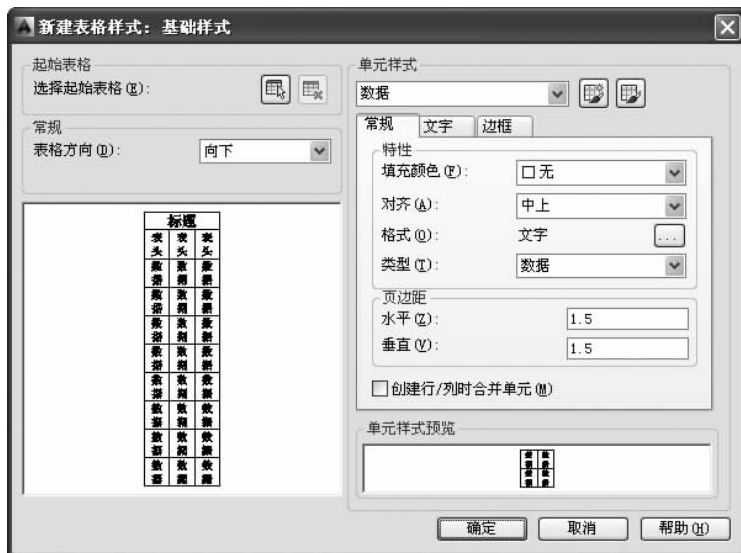 新建表格样式：基础样式
起始表格
选择起始表格(E)：
常规
表格方向(D)： 向下
标题
表头 表头 表头
数据 数据 数据
数据 数据 数据
数据 数据 数据
数据 数据 数据
数据 数据 数据
数据 数据 数据
数据 数据 数据
数据 数据 数据
单元样式
数据
常规 文字 边框
特性
填充颜色(F)： 无
对齐(A)： 中上
格式(O)： 文字 ...
类型(T)： 数据
页边距
水平(Z)： 1.5
垂直(V)： 1.5
创建行/列时合并单元(M)
单元样式预览
数据 数据
数据 数据
确定 取消 帮助(H)